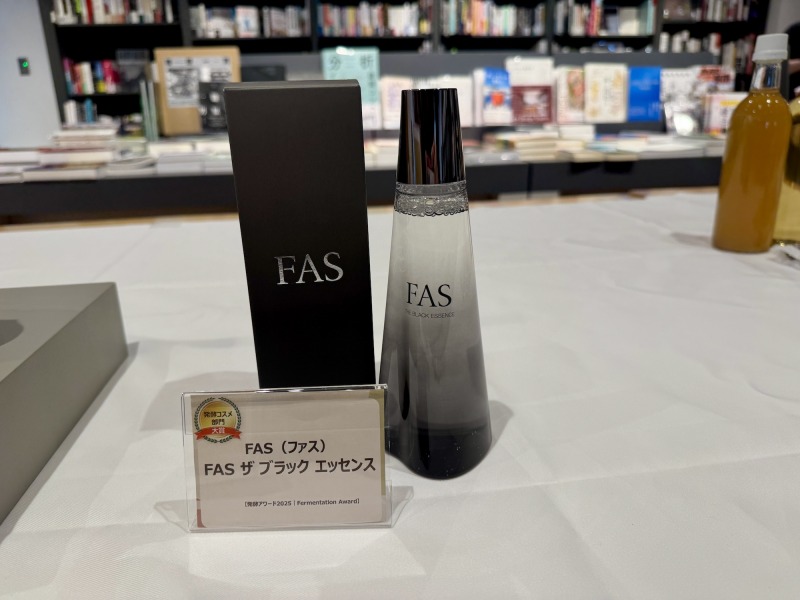 FAS
FAS
THE BLACK ESSENCE
発酵コスメ
部門
大賞
FAS（ファス）
FAS ザ ブラック エッセンス
［発酵アワード2025｜Fermentation Award］